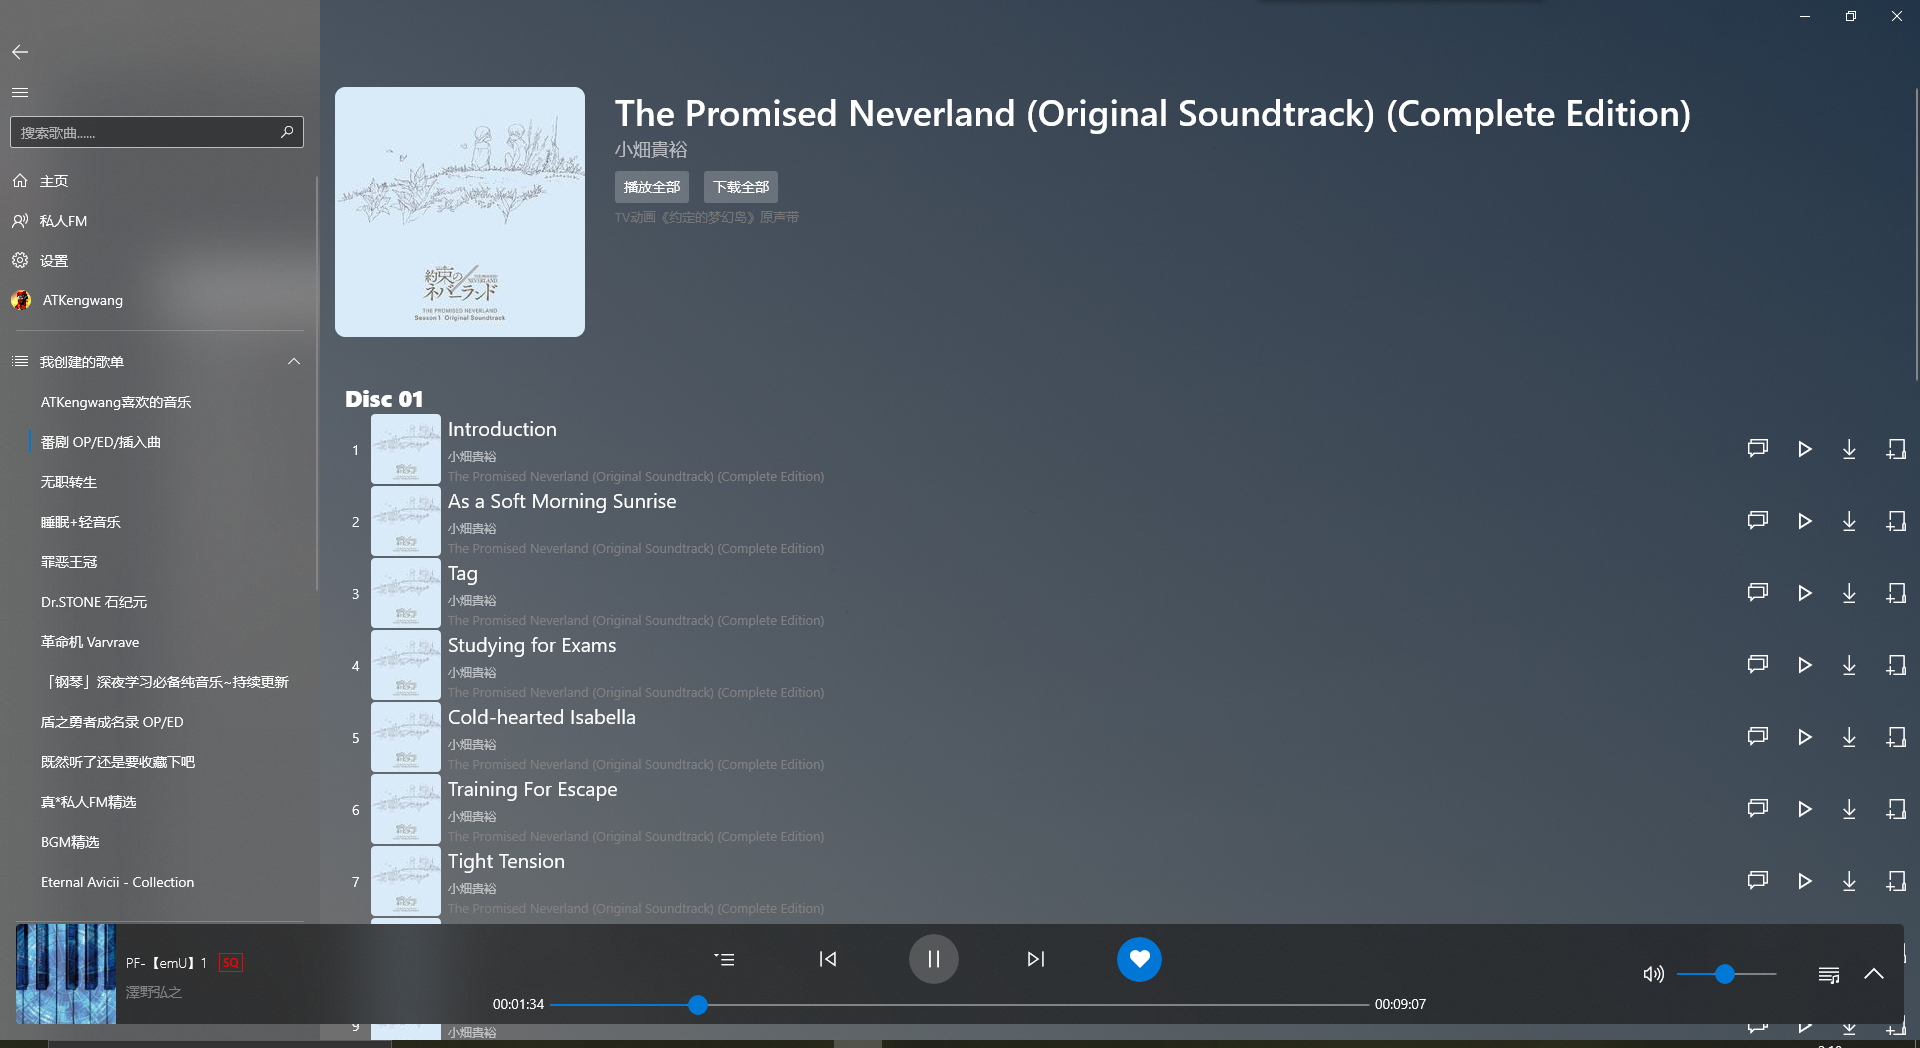 搜索歌曲......
主页
私人FM
设置
ATKengwang
我创建的歌单
ATKengwang喜欢的音乐
番剧 OP/ED/插入曲
无职转生
睡眠+轻音乐
罪恶王冠
Dr.STONE 石纪元
革命机 Varvrave
「钢琴」深夜学习必备纯音乐~持续更新
盾之勇者成名录 OP/ED
既然听了还是要收藏下吧
真*私人FM精选
BGM精选
Eternal Avicii - Collection
約束の
ネバーランド
THE PROMISED NEVERLAND
Season 1 Original Soundtrack
The Promised Neverland (Original Soundtrack) (Complete Edition)
小畑貴裕
播放全部 下载全部
TV动画《约定的梦幻岛》原声带
Disc 01
1 Introduction
小畑貴裕
The Promised Neverland (Original Soundtrack) (Complete Edition)
2 As a Soft Morning Sunrise
小畑貴裕
The Promised Neverland (Original Soundtrack) (Complete Edition)
3 Tag
小畑貴裕
The Promised Neverland (Original Soundtrack) (Complete Edition)
4 Studying for Exams
小畑貴裕
The Promised Neverland (Original Soundtrack) (Complete Edition)
5 Cold-hearted Isabella
小畑貴裕
The Promised Neverland (Original Soundtrack) (Complete Edition)
6 Training For Escape
小畑貴裕
The Promised Neverland (Original Soundtrack) (Complete Edition)
7 Tight Tension
小畑貴裕
The Promised Neverland (Original Soundtrack) (Complete Edition)
PF-【emU】1 SQ
澤野弘之
00:01:34 00:09:07
9 小畑貴裕